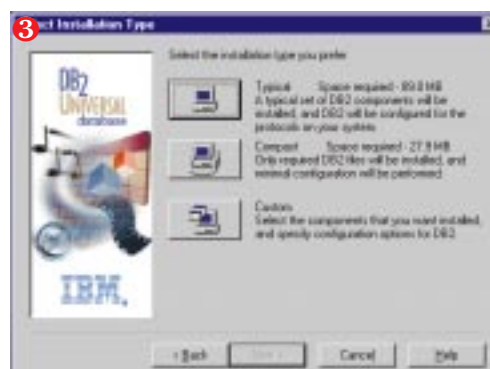 3
ct Installation Type
Select the installation type you prefer
DB2
UNIVERSAL
database
IBM.
Typical Space required - 89.0 MB
A typical set of DB2 components will be
installed, and DB2 will be configured for the
protocols on your system
Compact Space required - 27.9 MB
Only required DB2 files will be installed, and
minimal configuration will be performed
Custom
Select the components that you want installed,
and specify configuration options for DB2
< Back
Cancel
Help